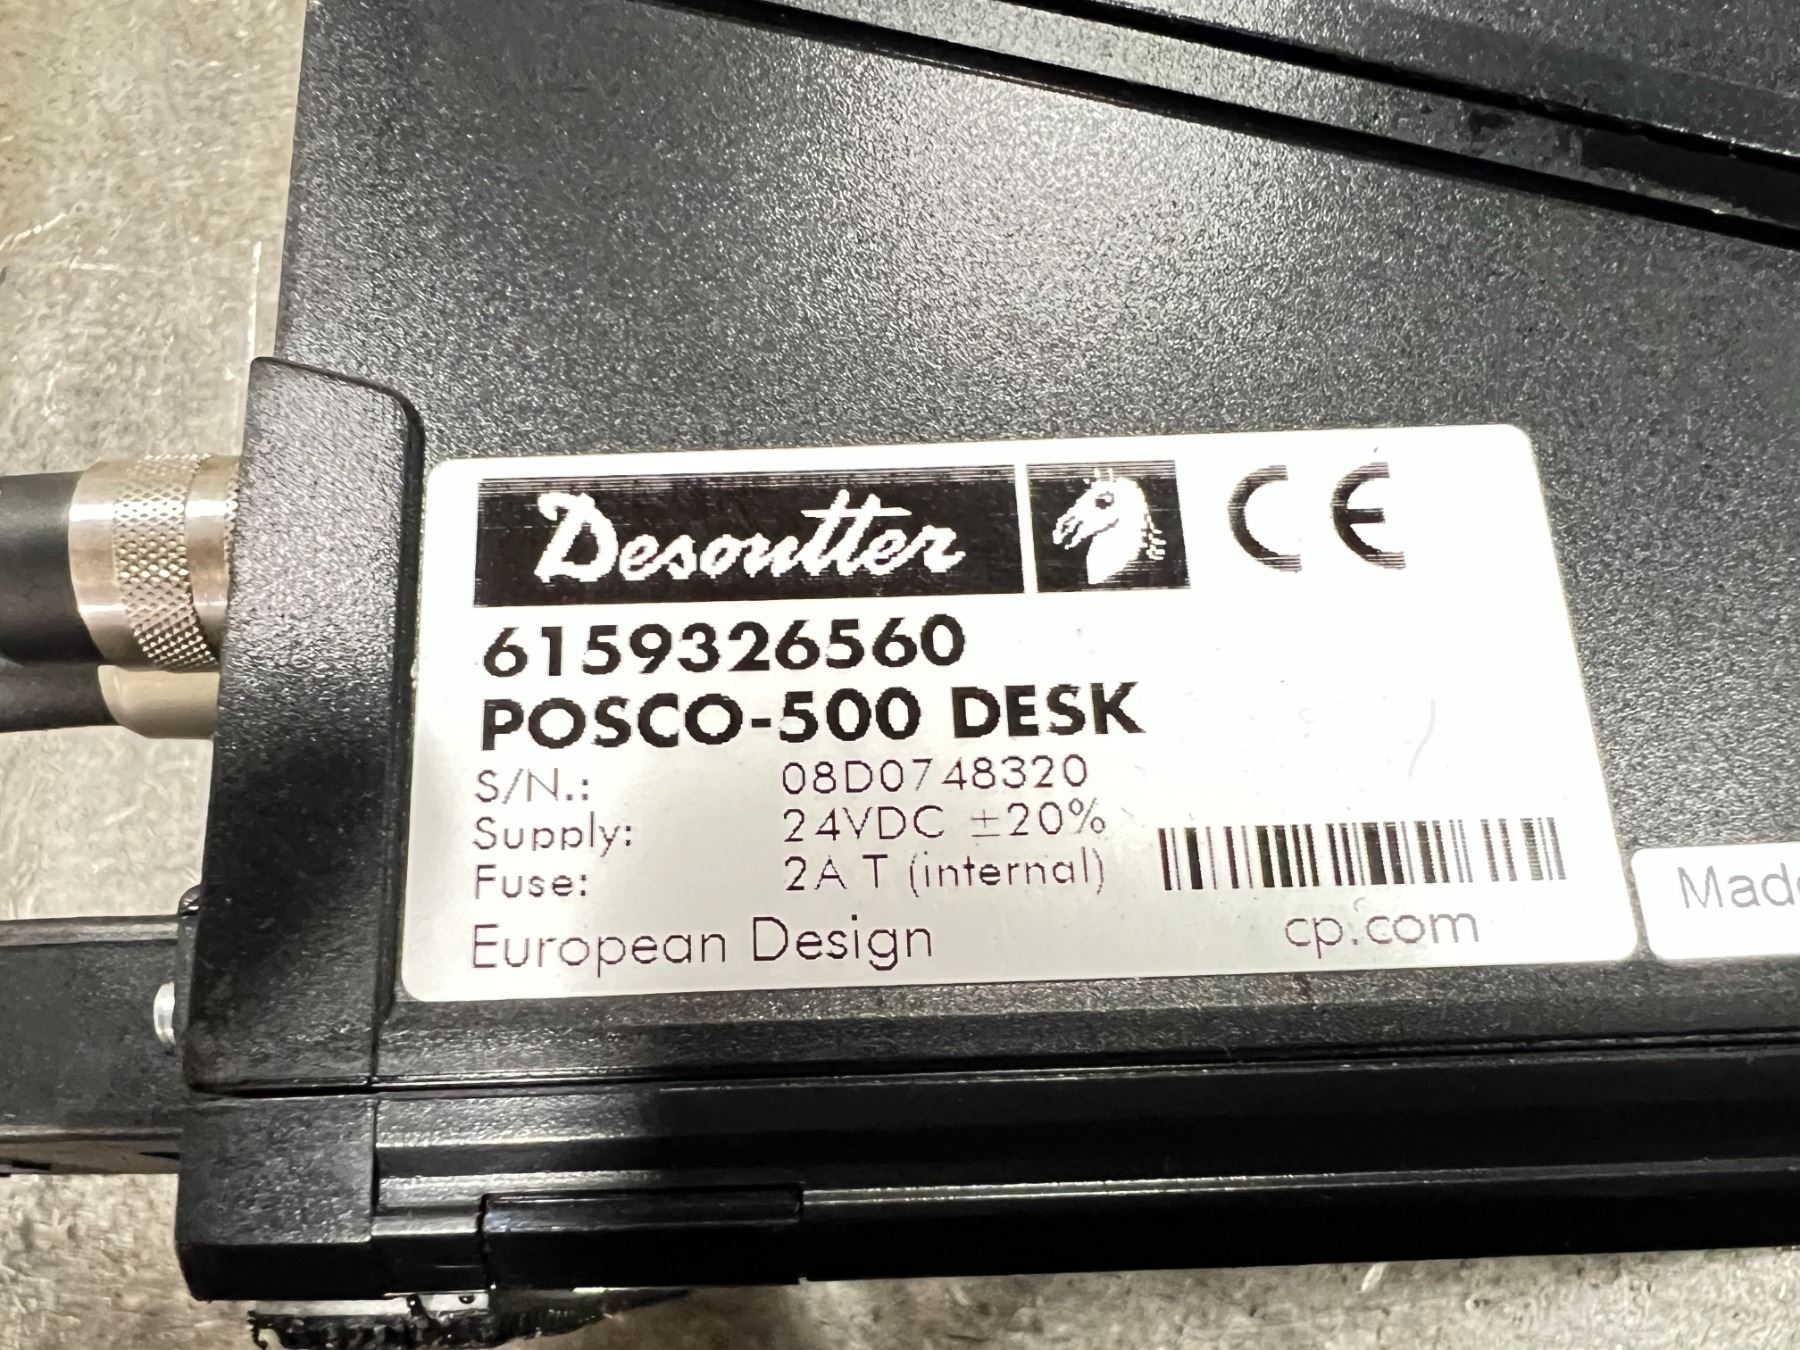 Desoutter CE
6159326560
POSCO-500 DESK
S/N.: 08D0748320
Supply: 24VDC ±20%
Fuse: 2A T (internal)
European Design cp.com